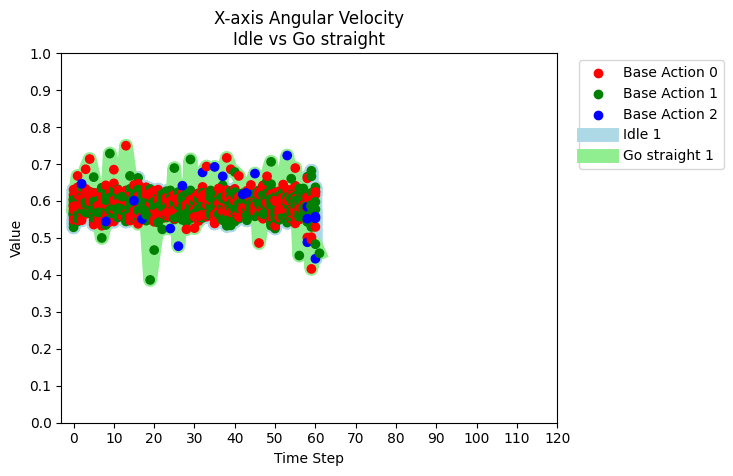 X-axis Angular Velocity
Idle vs Go straight
1.0
0.9
0.8
0.7
0.6
0.5
0.4
0.3
0.2
0.1
0.0
Value
0 10 20 30 40 50 60 70 80 90 100 110 120
Time Step
Base Action 0
Base Action 1
Base Action 2
Idle 1
Go straight 1